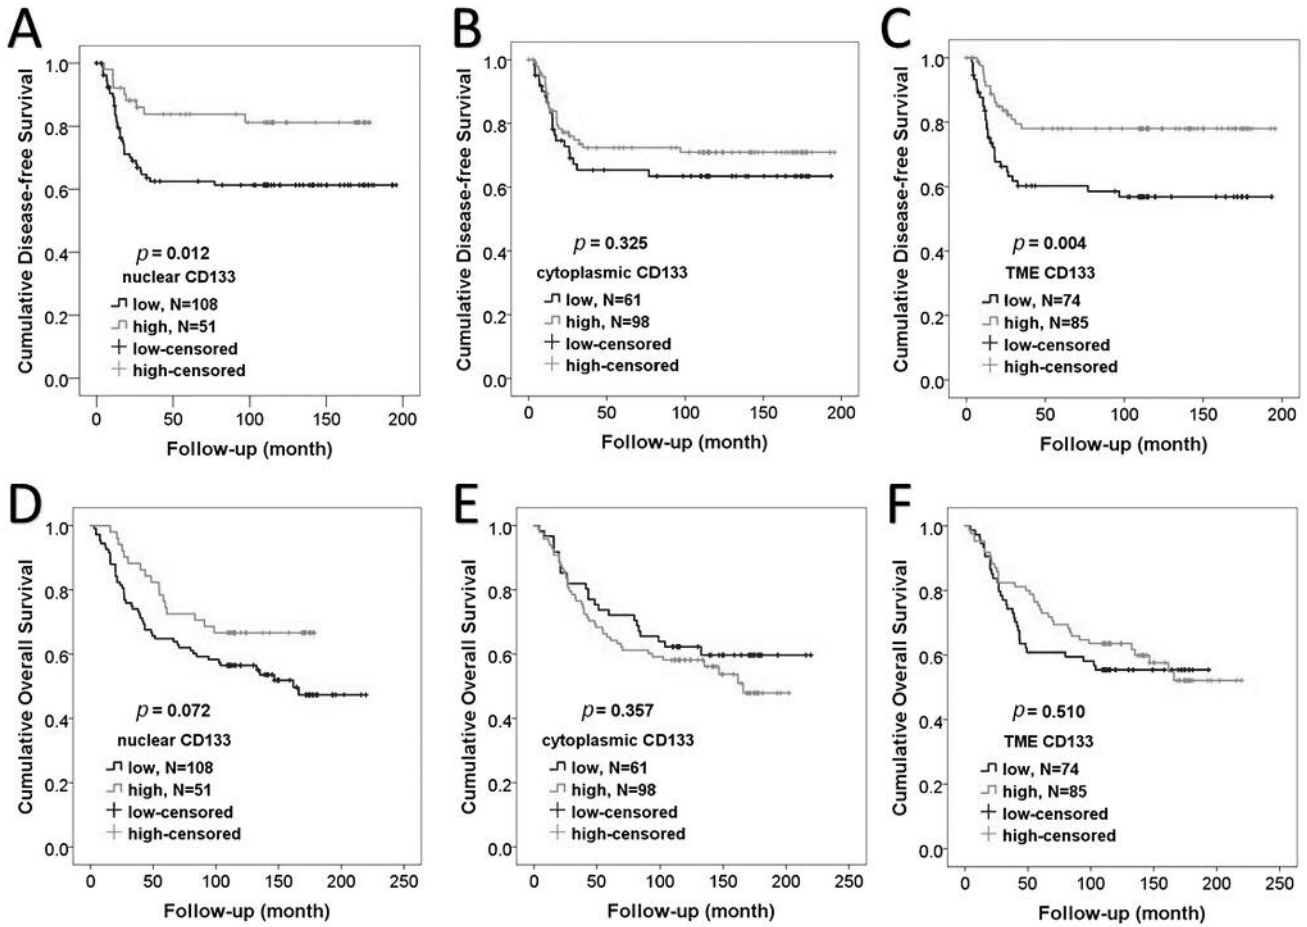 A
Cumulative Disease-free Survival
1.0
0.8
0.6
0.4
0.2
0.0
p = 0.012
nuclear CD133
low, N=108
high, N=51
low-censored
high-censored
0 50 100 150 200
Follow-up (month)
B
Cumulative Disease-free Survival
1.0
0.8
0.6
0.4
0.2
0.0
p = 0.325
cytoplasmic CD133
low, N=61
high, N=98
low-censored
high-censored
0 50 100 150 200
Follow-up (month)
C
Cumulative Disease-free Survival
1.0
0.8
0.6
0.4
0.2
0.0
p = 0.004
TME CD133
low, N=74
high, N=85
low-censored
high-censored
0 50 100 150 200
Follow-up (month)
D
Cumulative Overall Survival
1.0
0.8
0.6
0.4
0.2
0.0
p = 0.072
nuclear CD133
low, N=108
high, N=51
low-censored
high-censored
0 50 100 150 200 250
Follow-up (month)
E
Cumulative Overall Survival
1.0
0.8
0.6
0.4
0.2
0.0
p = 0.357
cytoplasmic CD133
low, N=61
high, N=98
low-censored
high-censored
0 50 100 150 200 250
Follow-up (month)
F
Cumulative Overall Survival
1.0
0.8
0.6
0.4
0.2
0.0
p = 0.510
TME CD133
low, N=74
high, N=85
low-censored
high-censored
0 50 100 150 200 250
Follow-up (month)